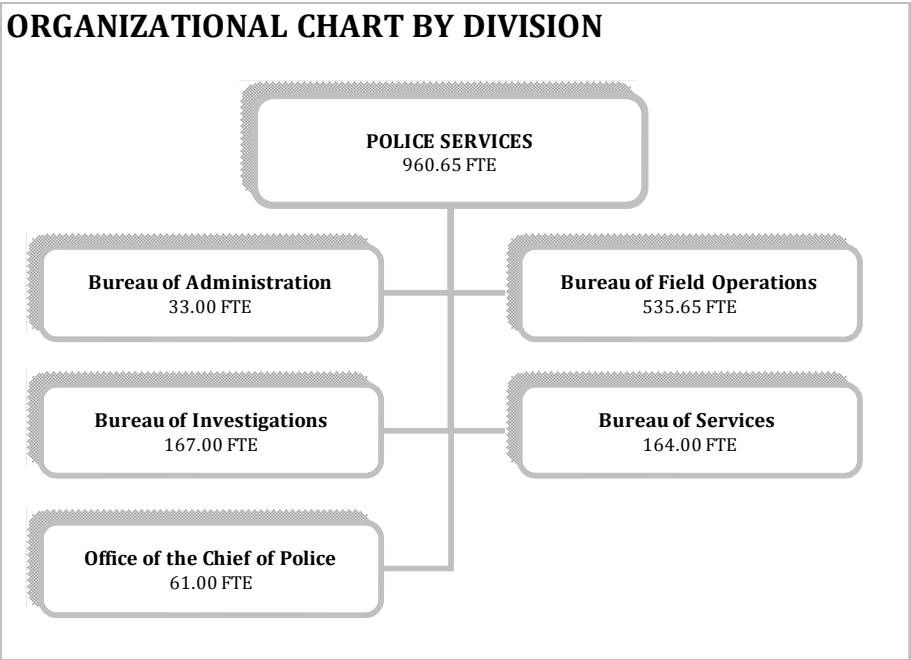 ORGANIZATIONAL CHART BY DIVISION
POLICE SERVICES
960.65 FTE
Bureau of Administration
33.00 FTE
Bureau of Field Operations
535.65 FTE
Bureau of Investigations
167.00 FTE
Bureau of Services
164.00 FTE
Office of the Chief of Police
61.00 FTE